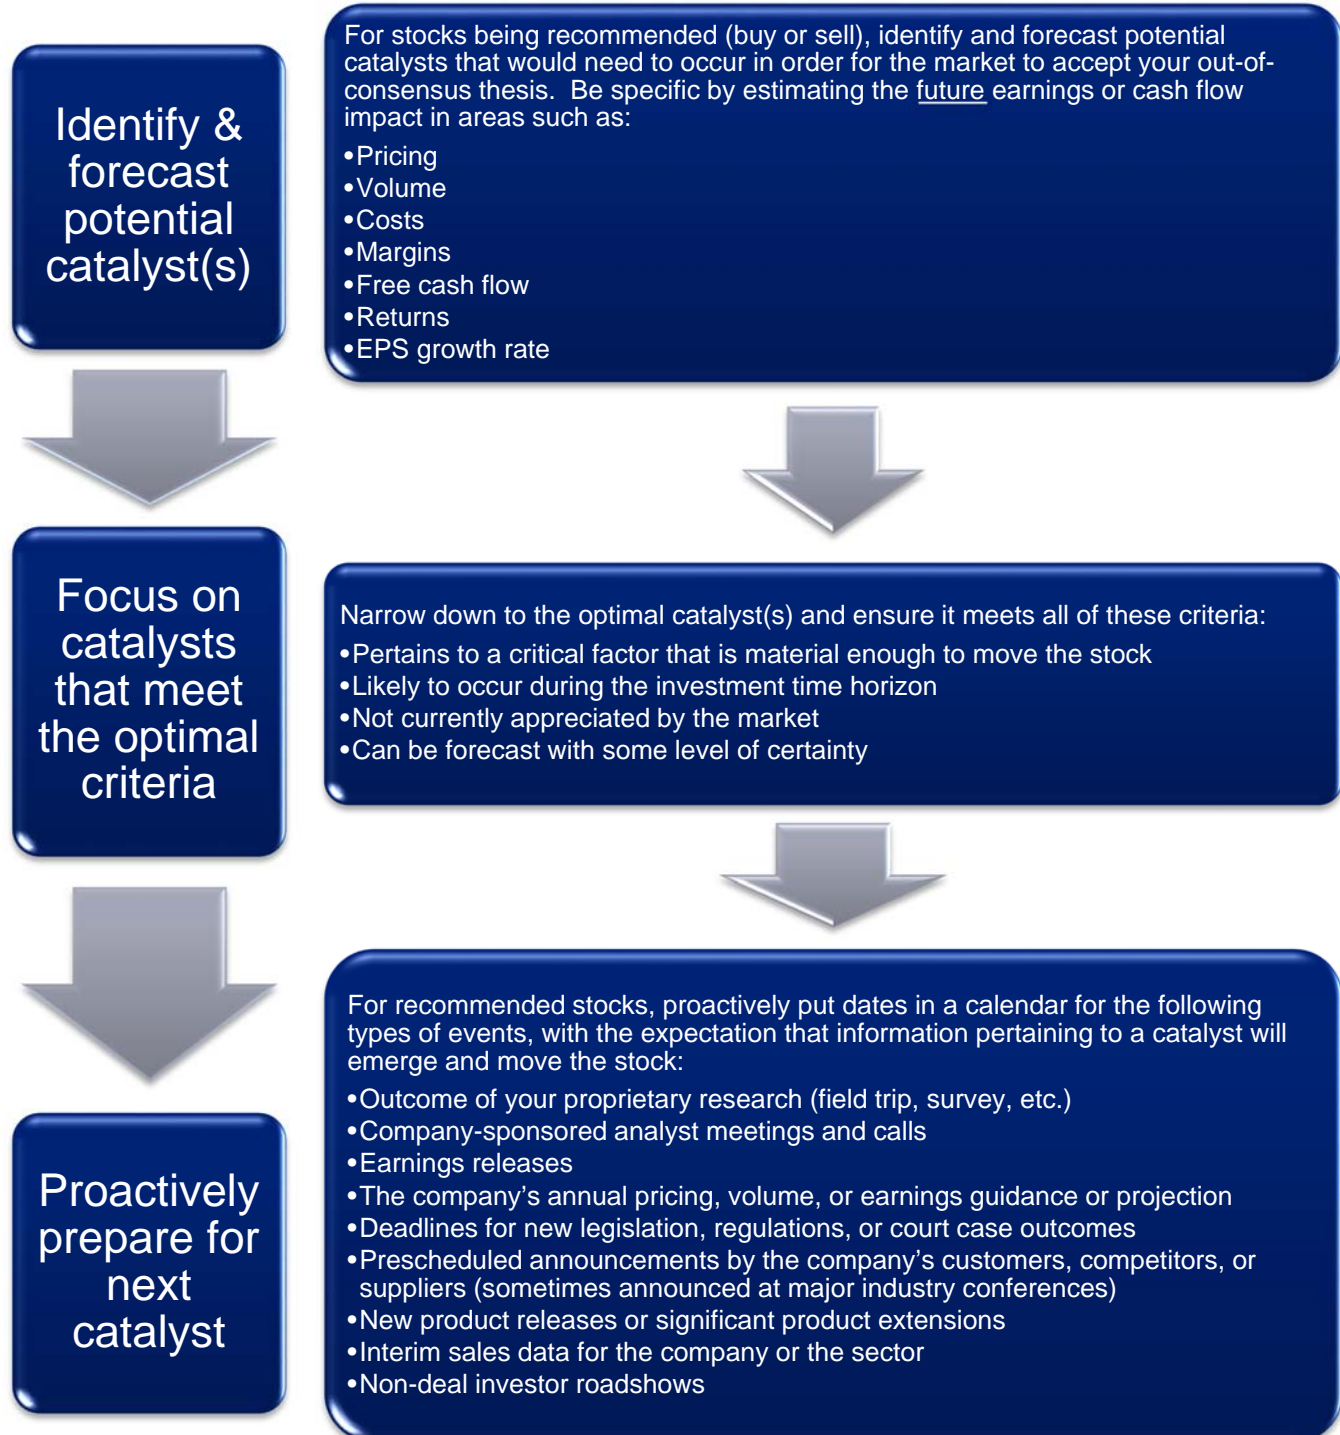 Identify &
forecast
potential
catalyst(s)
For stocks being recommended (buy or sell), identify and forecast potential
catalysts that would need to occur in order for the market to accept your out-of-
consensus thesis.  Be specific by estimating the future earnings or cash flow
impact in areas such as:
•Pricing
•Volume
•Costs
•Margins
•Free cash flow
•Returns
•EPS growth rate
Focus on
catalysts
that meet
the optimal
criteria
Narrow down to the optimal catalyst(s) and ensure it meets all of these criteria:
•Pertains to a critical factor that is material enough to move the stock
•Likely to occur during the investment time horizon
•Not currently appreciated by the market
•Can be forecast with some level of certainty
Proactively
prepare for
next
catalyst
For recommended stocks, proactively put dates in a calendar for the following
types of events, with the expectation that information pertaining to a catalyst will
emerge and move the stock:
•Outcome of your proprietary research (field trip, survey, etc.)
•Company-sponsored analyst meetings and calls
•Earnings releases
•The company’s annual pricing, volume, or earnings guidance or projection
•Deadlines for new legislation, regulations, or court case outcomes
•Prescheduled announcements by the company’s customers, competitors, or
suppliers (sometimes announced at major industry conferences)
•New product releases or significant product extensions
•Interim sales data for the company or the sector
•Non-deal investor roadshows